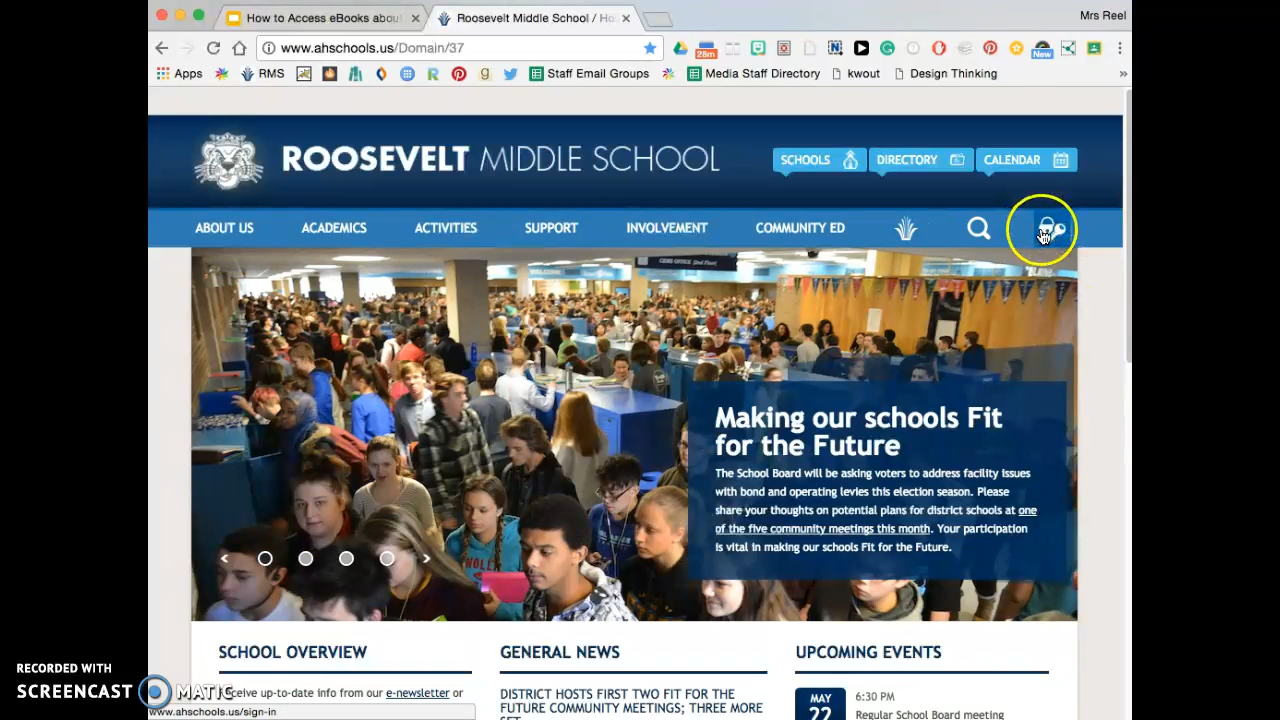 How to Access eBooks abou
Roosevelt Middle School / Ho
Mrs Reel
www.ahschools.us/Domain/37
28m
New
Apps
RMS
Staff Email Groups
Media Staff Directory
kwout
Design Thinking
ROOSEVELT MIDDLE SCHOOL
SCHOOLS
DIRECTORY
CALENDAR
ABOUT US
ACADEMICS
ACTIVITIES
SUPPORT
INVOLVEMENT
COMMUNITY ED
Making our schools Fit
for the Future
The School Board will be asking voters to address facility issues
with bond and operating levies this election season. Please
share your thoughts on potential plans for district schools at one
of the five community meetings this month. Your participation
is vital in making our schools Fit for the Future.
SCHOOL OVERVIEW
GENERAL NEWS
UPCOMING EVENTS
eceive up-to-date info from our e-newsletter or
DISTRICT HOSTS FIRST TWO FIT FOR THE
FUTURE COMMUNITY MEETINGS; THREE MORE
MAY
22
6:30 PM
Regular School Board meeting
www.ahschools.us/sign-in
RECORDED WITH
SCREENCAST MATIC